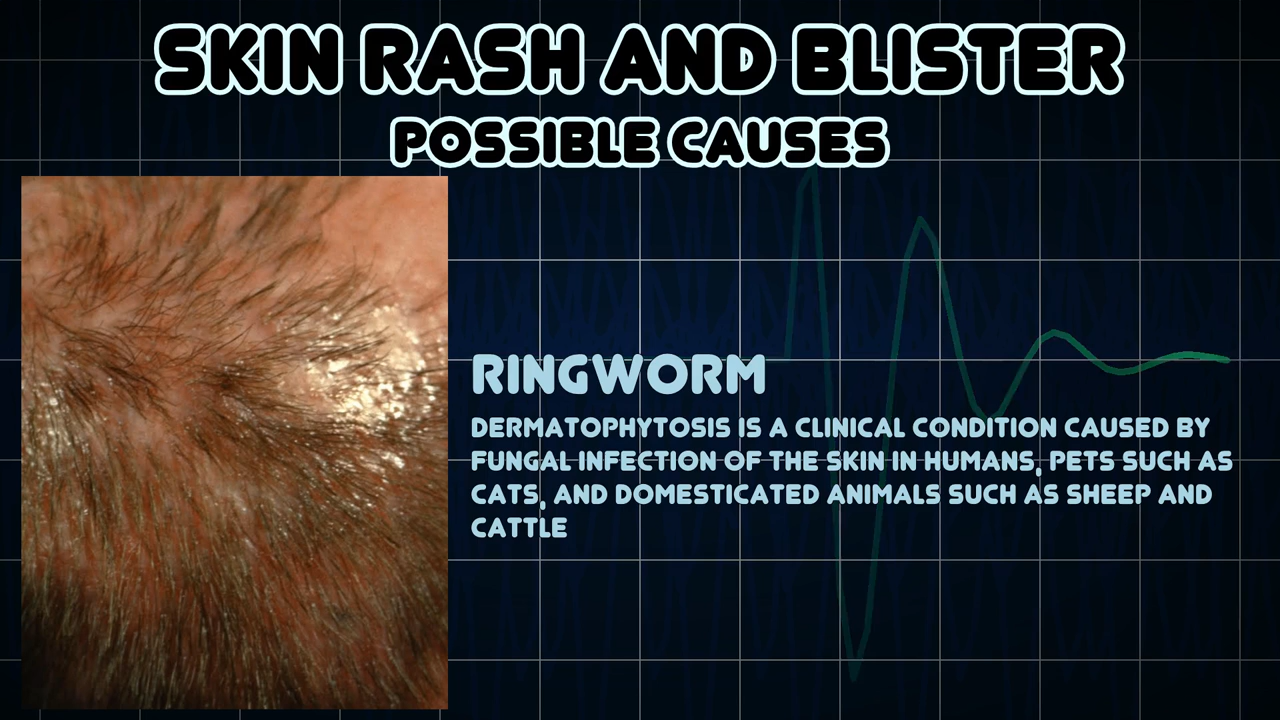 SKIN RASH AND BLISTER
POSSIBLE CAUSES
RINGWORM
DERMATOPHYTOSIS IS A CLINICAL CONDITION CAUSED BY
FUNGAL INFECTION OF THE SKIN IN HUMANS, PETS SUCH AS
CATS, AND DOMESTICATED ANIMALS SUCH AS SHEEP AND
CATTLE